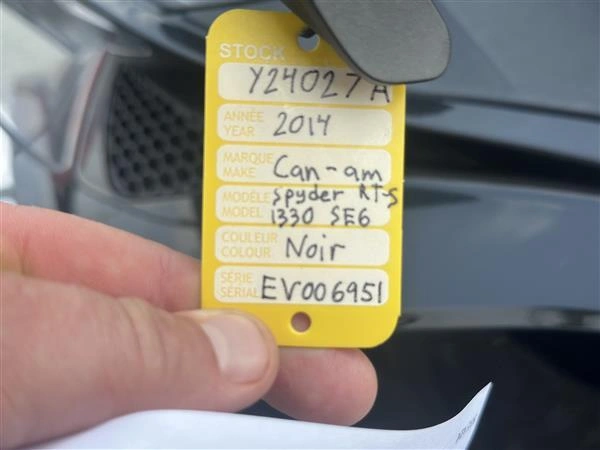 STOCK
Y24027A
ANNÉE
YEAR 2014
MARQUE
MAKE Can-am
MODÈLE Spyder RT-S
MODEL 1330 SE6
COULEUR
COLOUR Noir
SÉRIE
SERIAL EV006951